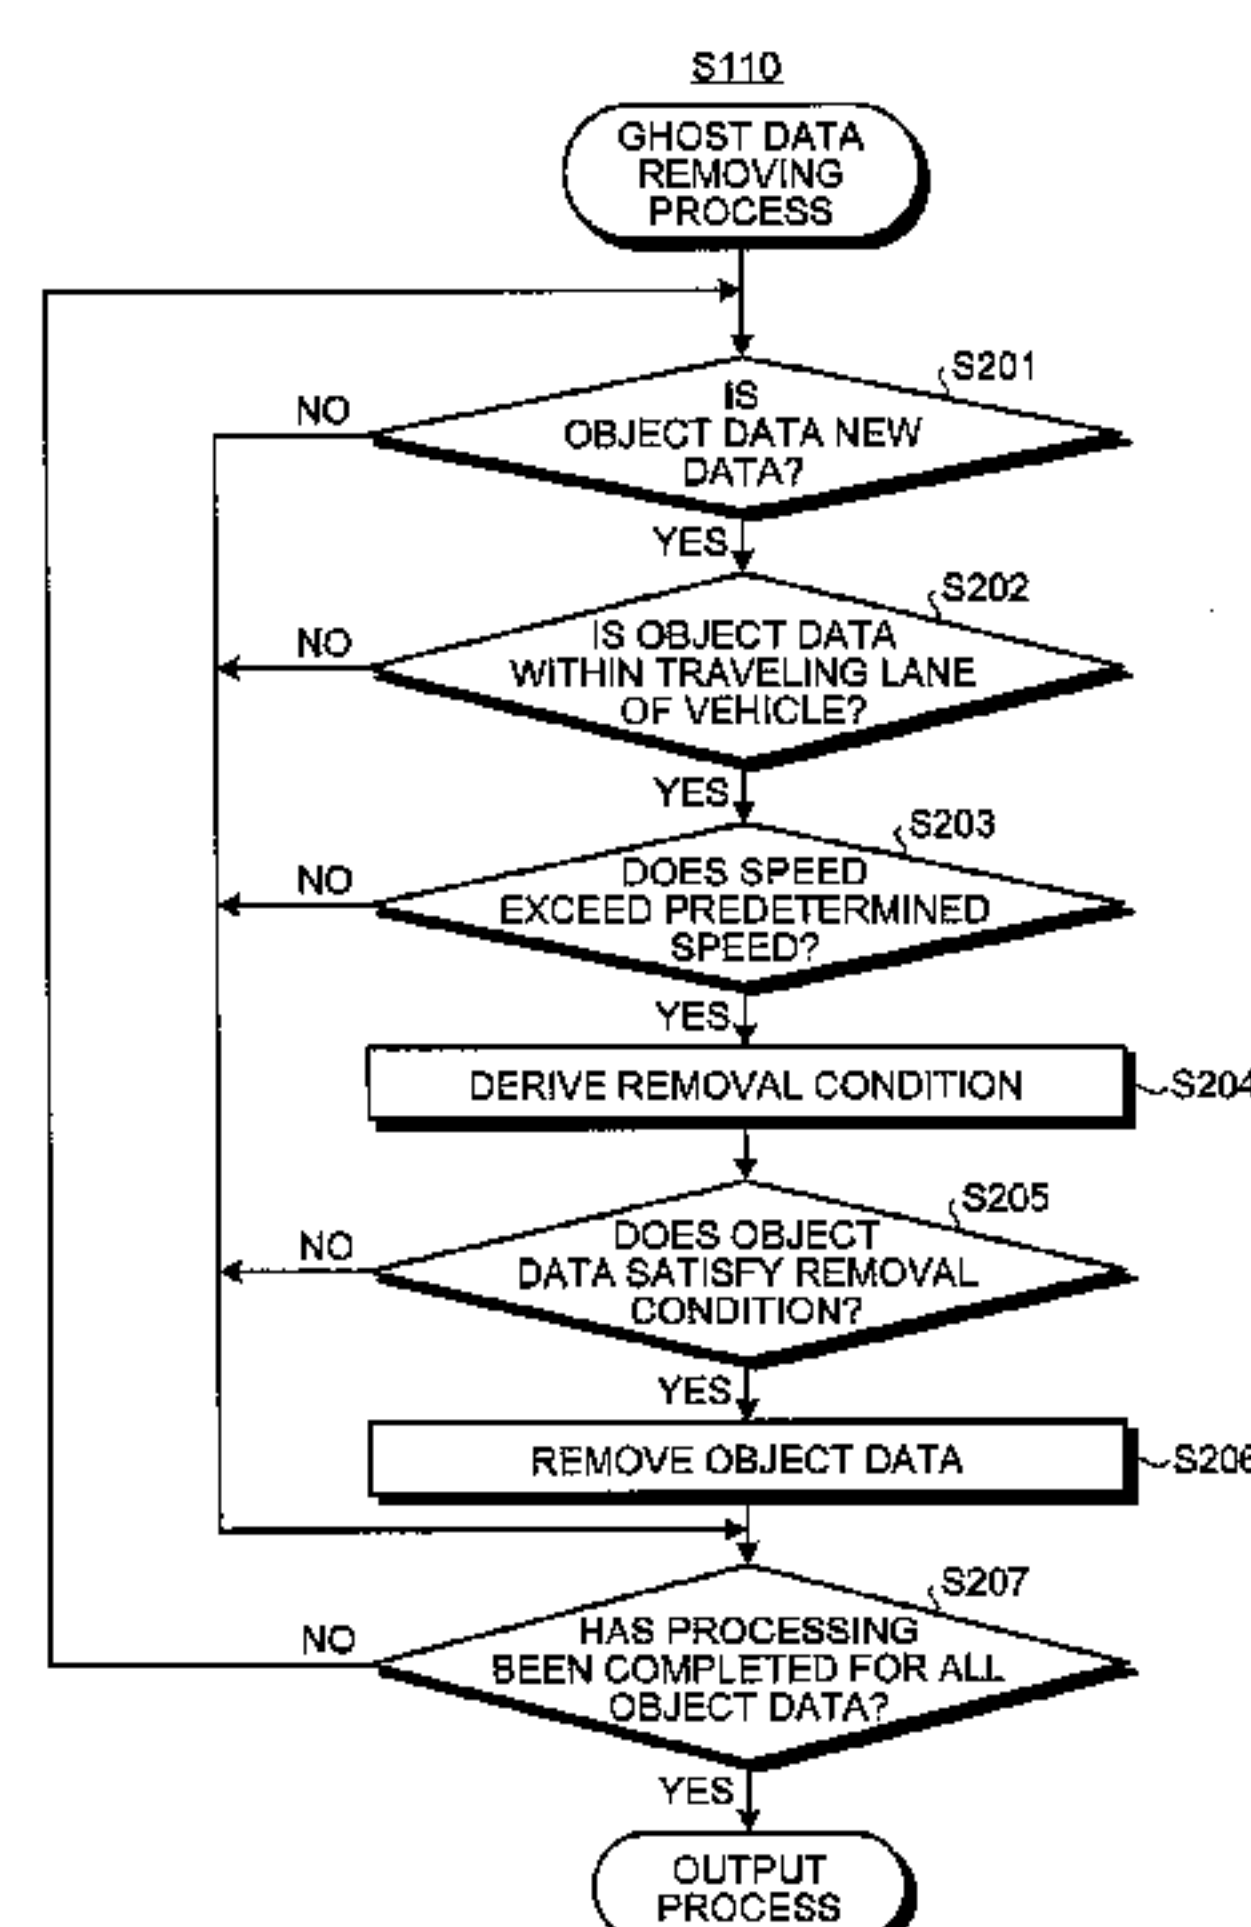 S110
GHOST DATA
REMOVING
PROCESS
S201
IS
OBJECT DATA NEW
DATA?
NO
YES
S202
IS OBJECT DATA
WITHIN TRAVELING LANE
OF VEHICLE?
NO
YES
S203
DOES SPEED
EXCEED PREDETERMINED
SPEED?
NO
YES
DERIVE REMOVAL CONDITION
S204
S205
DOES OBJECT
DATA SATISFY REMOVAL
CONDITION?
NO
YES
REMOVE OBJECT DATA
S206
S207
HAS PROCESSING
BEEN COMPLETED FOR ALL
OBJECT DATA?
NO
YES
OUTPUT
PROCESS